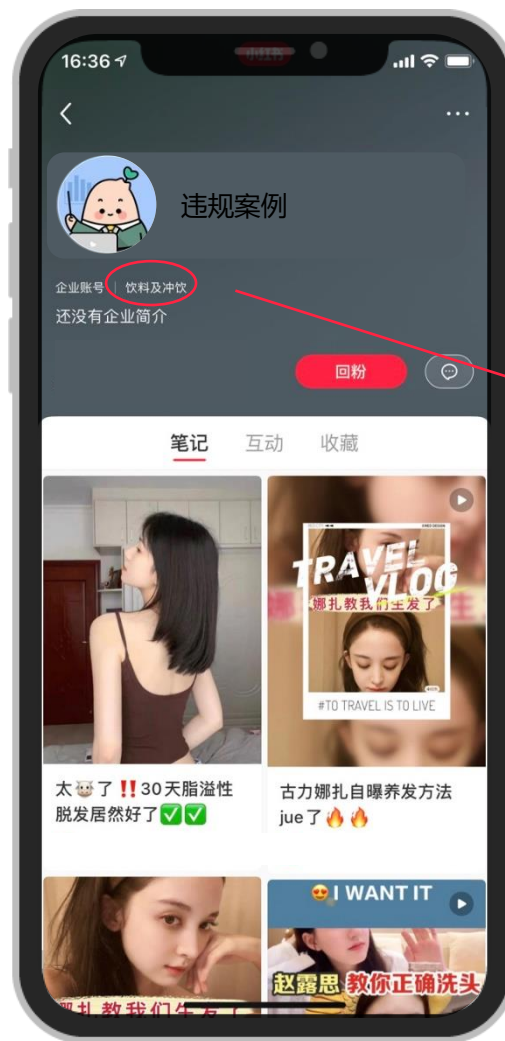 16:36
小红书
违规案例
企业账号 | 饮料及冲饮
还没有企业简介
回粉
笔记 互动 收藏
TRAVEL
VLOG
娜扎教我们生发了
#TO TRAVEL IS TO LIVE
太🐮了‼️30天脂溢性
脱发居然好了✅✅
古力娜扎自曝养发方法
jue了🔥🔥
😍I WANT IT
赵露思 教你正确洗头
娜扎教我们生发了